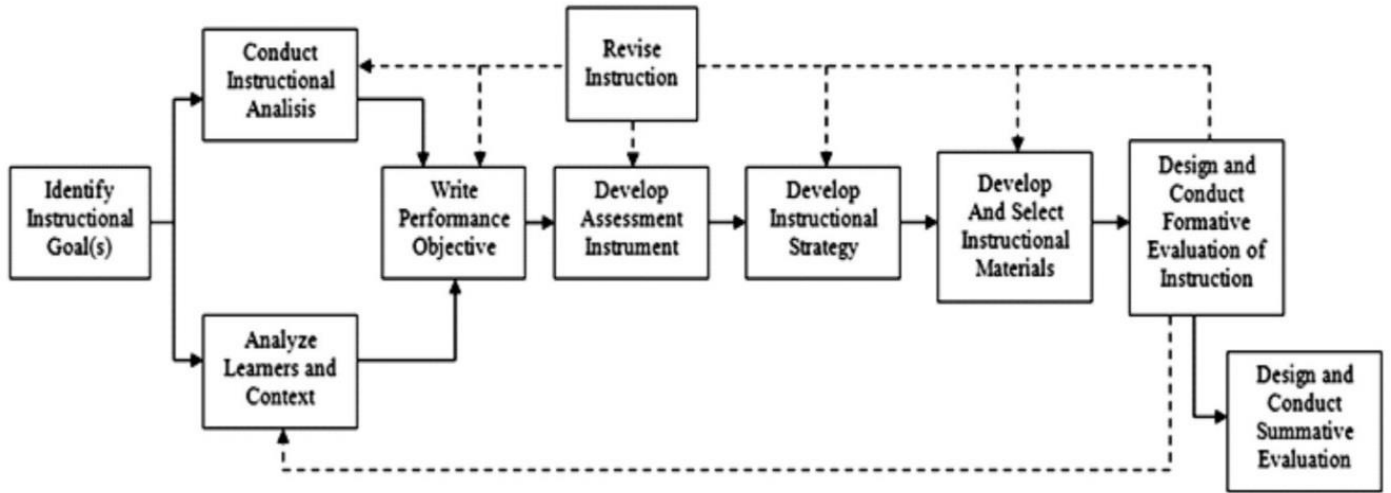 Conduct
Instructional
Analisis
Revise
Instruction
Identify
Instructional
Goal(s)
Write
Performance
Objective
Develop
Assessment
Instrument
Develop
Instructional
Strategy
Develop
And Select
Instructional
Materials
Design and
Conduct
Formative
Evaluation of
Instruction
Analyze
Learners and
Context
Design and
Conduct
Summative
Evaluation